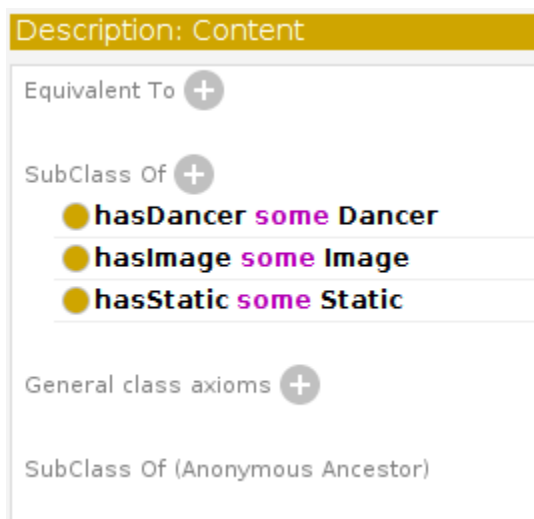 Description: Content
Equivalent To +
SubClass Of +
hasDancer some Dancer
hasImage some Image
hasStatic some Static
General class axioms +
SubClass Of (Anonymous Ancestor)